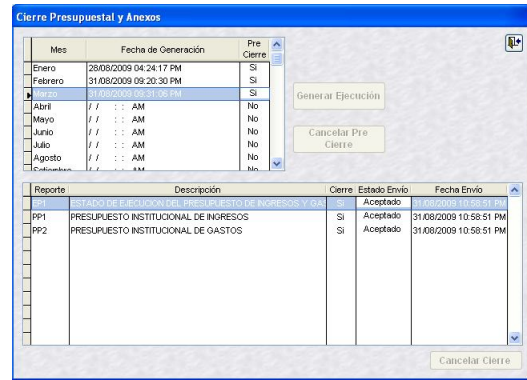 Cierre Presupuestal y Anexos
Mes Fecha de Generación Pre Cierre
Enero 28/08/2009 04:24:17 PM Si
Febrero 31/08/2009 09:20:30 PM Si
Marzo 31/08/2009 09:31:06 PM Si
Abril / / : : AM No
Mayo / / : : AM No
Junio / / : : AM No
Julio / / : : AM No
Agosto / / : : AM No
Setiembre / / : : AM No
Generar Ejecución
Cancelar Pre Cierre
Reporte Descripción Cierre Estado Envío Fecha Envío
EP1 ESTADO DE EJECUCION DEL PRESUPUESTO DE INGRESOS Y GA Si Aceptado 31/08/2009 10:58:51 PM
PP1 PRESUPUESTO INSTITUCIONAL DE INGRESOS Si Aceptado 31/08/2009 10:58:51 PM
PP2 PRESUPUESTO INSTITUCIONAL DE GASTOS Si Aceptado 31/08/2009 10:58:51 PM
Cancelar Cierre